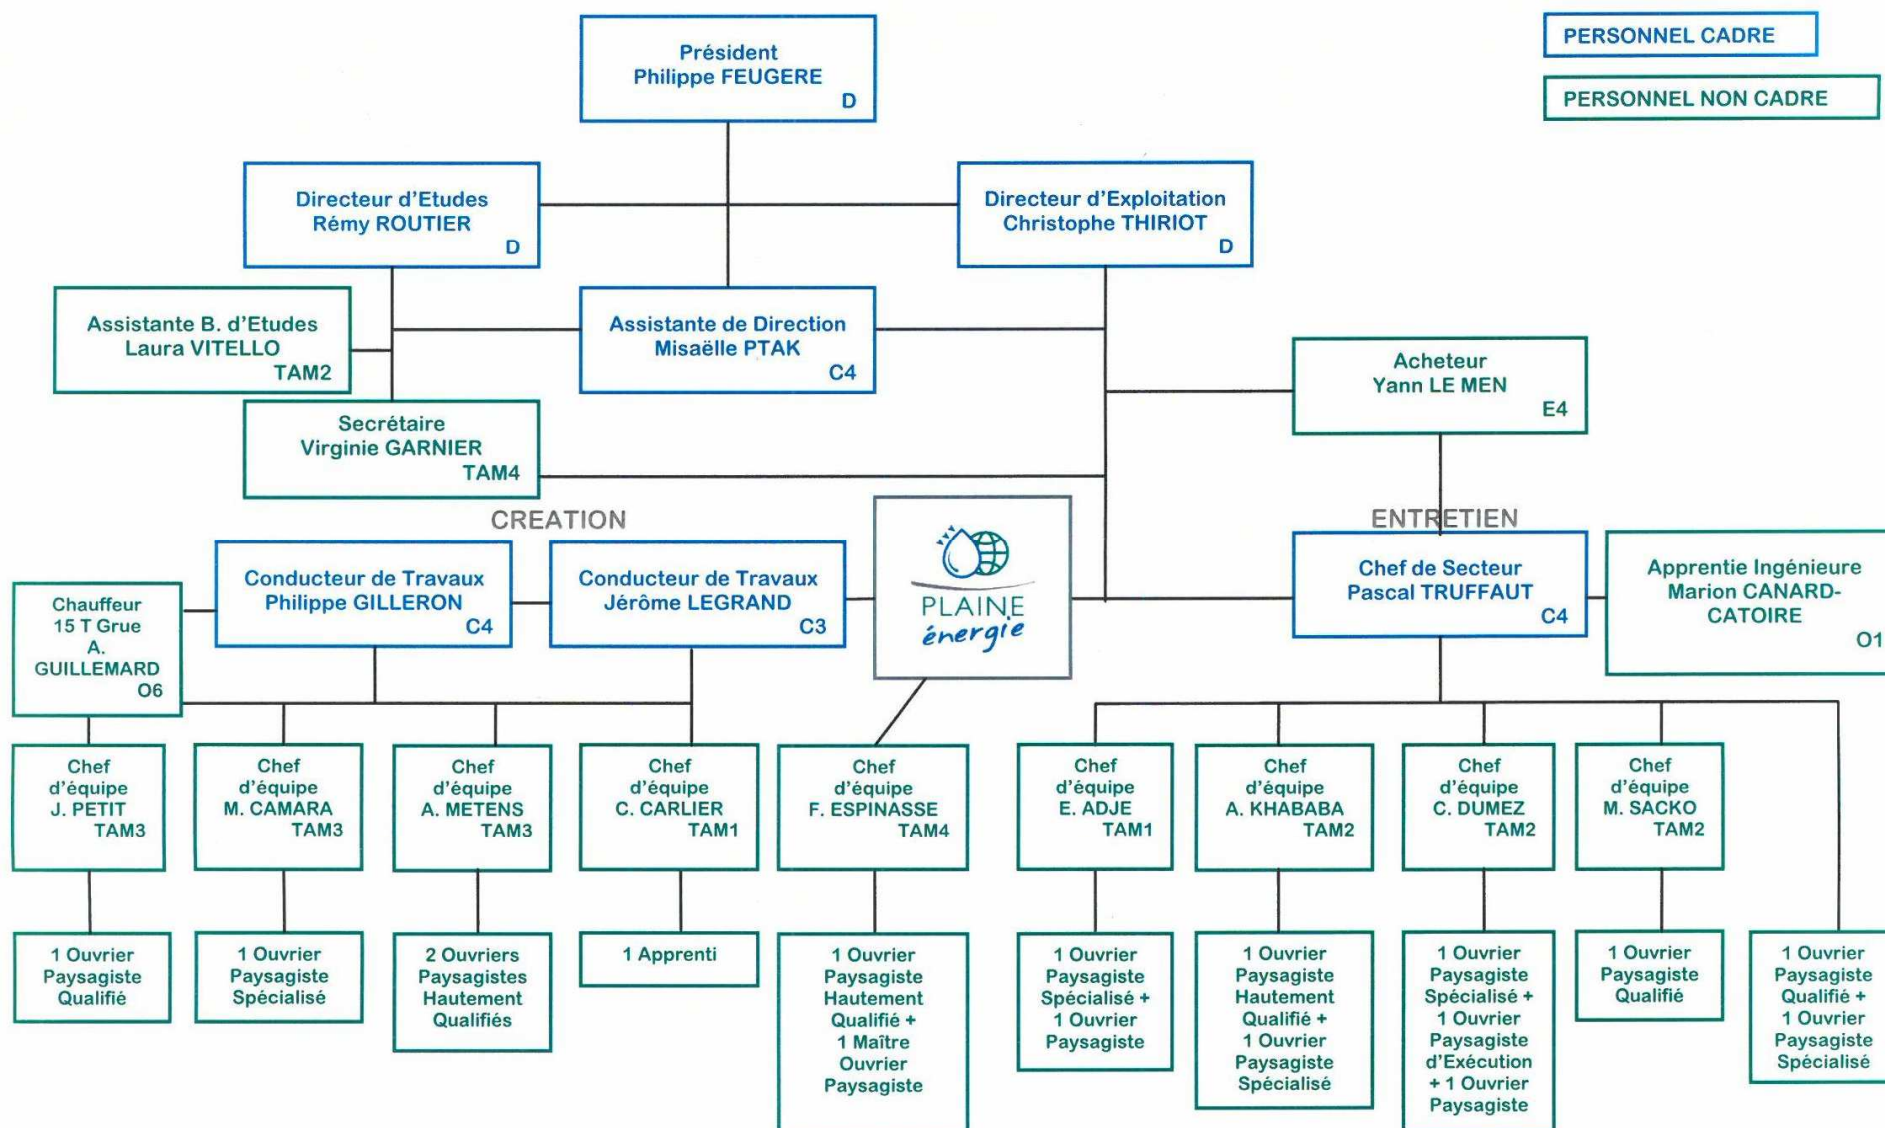 Président
Philippe FEUGERE
D
PERSONNEL CADRE
PERSONNEL NON CADRE
Directeur d'Etudes
Rémy ROUTIER
D
Directeur d'Exploitation
Christophe THIRIOT
D
Assistante B. d'Etudes
Laura VITELLO
TAM2
Assistante de Direction
Misaëlle PTAK
C4
Acheteur
Yann LE MEN
E4
Secrétaire
Virginie GARNIER
TAM4
CREATION
ENTRETIEN
Chauffeur
15 T Grue
A.
GUILLEMARD
O6
Conducteur de Travaux
Philippe GILLERON
C4
Conducteur de Travaux
Jérôme LEGRAND
C3
PLAINE
énergie
Chef de Secteur
Pascal TRUFFAUT
C4
Apprentie Ingénieure
Marion CANARD-
CATOIRE
O1
Chef
d'équipe
J. PETIT
TAM3
Chef
d'équipe
M. CAMARA
TAM3
Chef
d'équipe
A. METENS
TAM3
Chef
d'équipe
C. CARLIER
TAM1
Chef
d'équipe
F. ESPINASSE
TAM4
Chef
d'équipe
E. ADJE
TAM1
Chef
d'équipe
A. KHABABA
TAM2
Chef
d'équipe
C. DUMEZ
TAM2
Chef
d'équipe
M. SACKO
TAM2
1 Ouvrier
Paysagiste
Qualifié
1 Ouvrier
Paysagiste
Spécialisé
2 Ouvriers
Paysagistes
Hautement
Qualifiés
1 Apprenti
1 Ouvrier
Paysagiste
Hautement
Qualifié +
1 Maître
Ouvrier
Paysagiste
1 Ouvrier
Paysagiste
Spécialisé +
1 Ouvrier
Paysagiste
1 Ouvrier
Paysagiste
Hautement
Qualifié +
1 Ouvrier
Paysagiste
Spécialisé
1 Ouvrier
Paysagiste
Spécialisé +
1 Ouvrier
Paysagiste
d'Exécution
+ 1 Ouvrier
Paysagiste
1 Ouvrier
Paysagiste
Qualifié
1 Ouvrier
Paysagiste
Qualifié +
1 Ouvrier
Paysagiste
Spécialisé